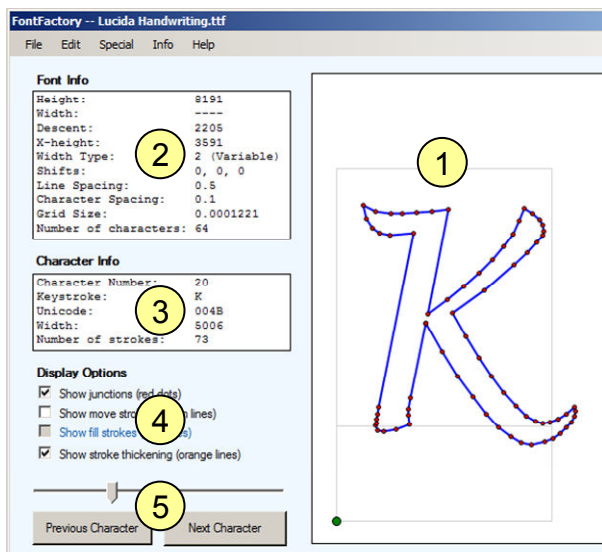 FontFactory -- Lucida Handwriting.ttf
File Edit Special Info Help
Font Info
Height: 8191
Width: ----
Descent: 2205
X-height: 3591
Width Type: 2 (Variable)
Shifts: 0, 0, 0
Line Spacing: 0.5
Character Spacing: 0.1
Grid Size: 0.0001221
Number of characters: 64
2
1
Character Info
Character Number: 20
Keystroke: K
Unicode: 004B
Width: 5006
Number of strokes: 73
3
Display Options
Show junctions (red dots)
Show move lines)
Show fill strokes
Show stroke thickening (orange lines)
4
5
Previous Character Next Character